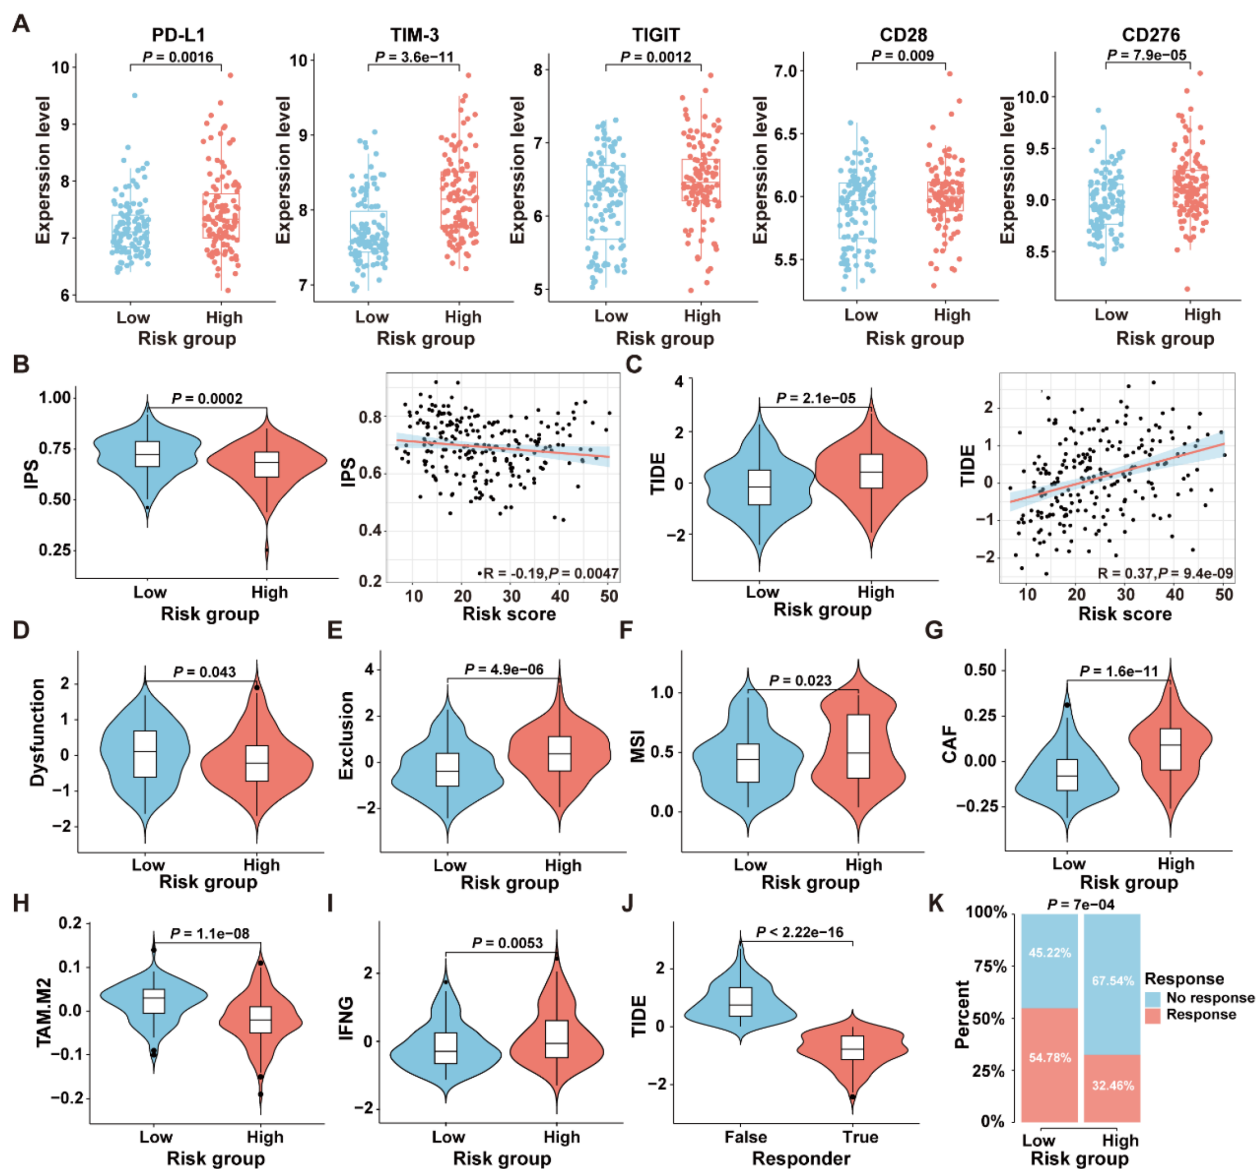 A
PD-L1
TIM-3
TIGIT
CD28
CD276
P = 0.0016
P = 3.6e−11
P = 0.0012
P = 0.009
P = 7.9e−05
Experssion level
10
9
8
7
6
Low
High
Risk group
Experssion level
10
9
8
7
Low
High
Risk group
Experssion level
8
7
6
5
Low
High
Risk group
Experssion level
7.0
6.5
6.0
5.5
Low
High
Risk group
Experssion level
10.0
9.5
9.0
8.5
Low
High
Risk group
B
IPS
1.00
0.75
0.50
0.25
P = 0.0002
Low
High
Risk group
IPS
0.8
0.6
0.4
0.2
R = -0.19,P = 0.0047
10
20
30
40
50
Risk score
C
TIDE
4
2
0
−2
P = 2.1e−05
Low
High
Risk group
TIDE
2
1
0
−1
−2
R = 0.37,P = 9.4e-09
10
20
30
40
50
Risk score
D
Dysfunction
2
1
0
−1
−2
P = 0.043
Low
High
Risk group
E
Exclusion
4
2
0
−2
P = 4.9e−06
Low
High
Risk group
F
MSI
1.0
0.5
0.0
P = 0.023
Low
High
Risk group
G
CAF
0.50
0.25
0.00
−0.25
P = 1.6e−11
Low
High
Risk group
H
TAM.M2
0.2
0.1
0.0
−0.1
−0.2
P = 1.1e−08
Low
High
Risk group
I
IFNG
2
0
−2
P = 0.0053
Low
High
Risk group
J
TIDE
2
0
−2
P < 2.22e−16
False
True
Responder
K
P = 7e−04
Percent
100%
75%
50%
25%
0%
45.22%
54.78%
67.54%
32.46%
Low
High
Risk group
Response
No response
Response